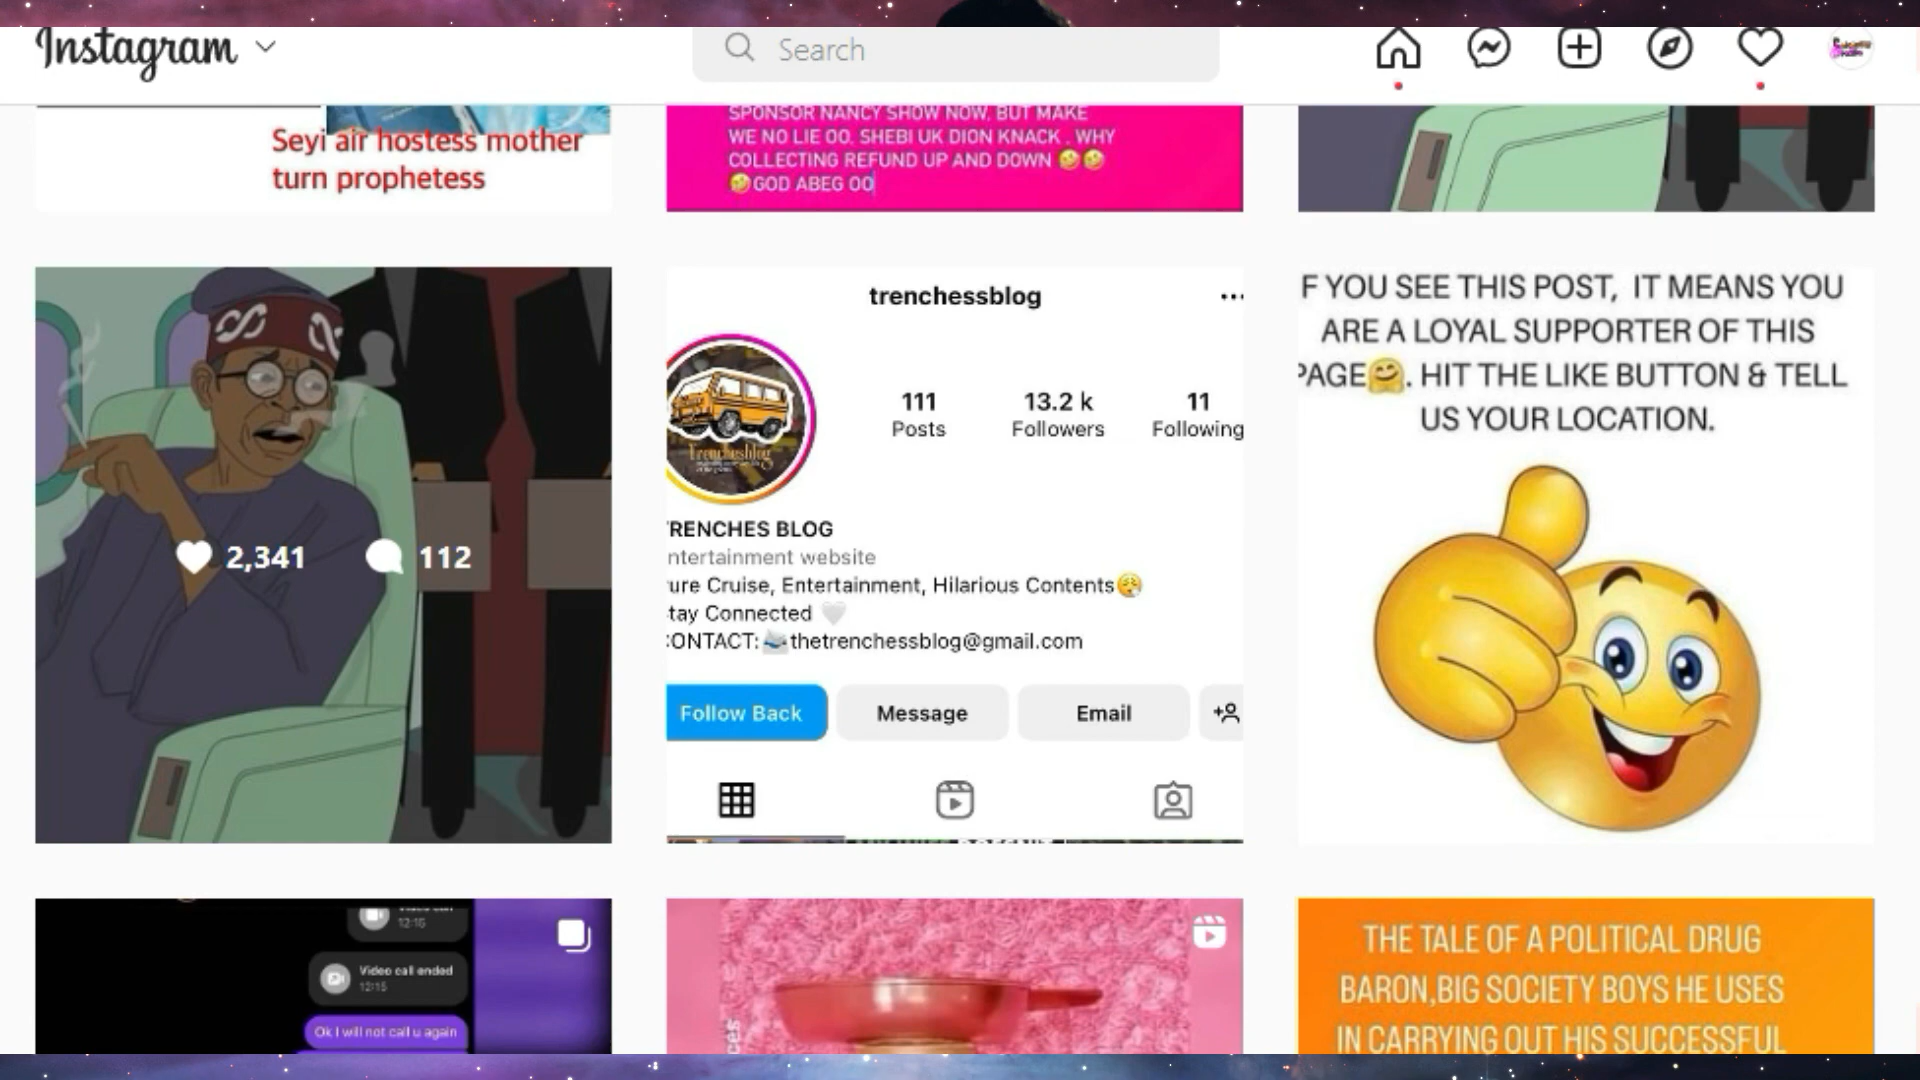 Instagram
Search
Seyi air hostess mother
turn prophetess
SPONSOR NANCY SHOW NOW, BUT MAKE
WE NO LIE OO, SHEBI UK DION KNACK . WHY
COLLECTING REFUND UP AND DOWN 🤣🤣
🤣GOD ABEG OO
2,341
112
trenchessblog
...
111
Posts
13.2 k
Followers
11
Following
Trenchesblog
RENCHES BLOG
ntertainment website
ure Cruise, Entertainment, Hilarious Contents😮‍💨
tay Connected 🤍
ONTACT:📨thetrenchessblog@gmail.com
Follow Back
Message
Email
F YOU SEE THIS POST, IT MEANS YOU
ARE A LOYAL SUPPORTER OF THIS
PAGE🤗. HIT THE LIKE BUTTON & TELL
US YOUR LOCATION.
12:15
Video call ended
12:15
Ok I will not call u again
THE TALE OF A POLITICAL DRUG
BARON,BIG SOCIETY BOYS HE USES
IN CARRYING OUT HIS SUCCESSFUL